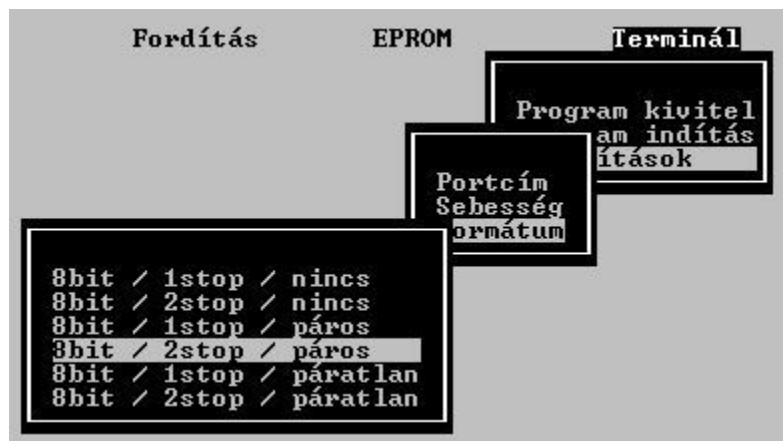 Fordítás EPROM Terminál
Program kivitel
am indítás
ítások
Portcím
Sebesség
ormátum
8bit / 1stop / nincs
8bit / 2stop / nincs
8bit / 1stop / páros
8bit / 2stop / páros
8bit / 1stop / páratlan
8bit / 2stop / páratlan